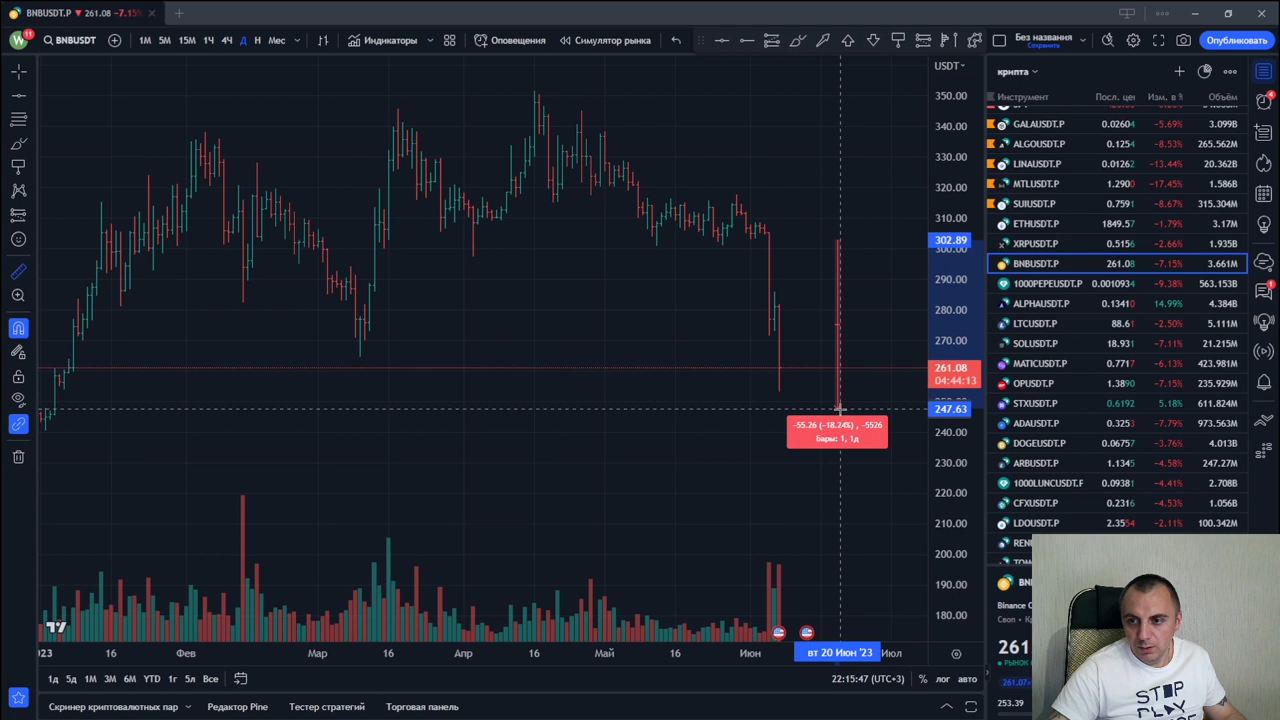 BNBUSDT.P ▼ 261.08 −7.15%
W
11
BNBUSDT
1М 5М 15М 1Ч 4Ч Д Н Мес
Индикаторы
Оповещения
Симулятор рынка
Без названия
Сохранить
Опубликовать
USDT
350.00
340.00
330.00
320.00
310.00
302.89
300.00
290.00
280.00
270.00
261.08
04:44:13
247.63
240.00
230.00
220.00
210.00
200.00
190.00
180.00
−55.26 (−18.24%) , −5526
Бары: 1, 1д
16 Фев Мар 16 Апр 16 Май 16 Июн
вт 20 Июн '23
Июл
1д 5д 1М 3М 6М YTD 1г 5л Все
22:15:47 (UTC+3)
% лог авто
Скринер криптовалютных пар
Редактор Pine
Тестер стратегий
Торговая панель
крипта
Инструмент Посл. цен Изм. в % Объём
GALAUSDT.P 0.02604 −5.69% 3.099B
ALGOUSDT.P 0.1254 −8.53% 265.562M
LINAUSDT.P 0.01262 −13.44% 20.362B
MTLUSDT.P 1.2900 −17.45% 1.586B
SUIUSDT.P 0.7591 −8.67% 315.304M
ETHUSDT.P 1849.57 −1.79% 3.17M
XRPUSDT.P 0.5156 −2.66% 1.935B
BNBUSDT.P 261.08 −7.15% 3.661M
1000PEPEUSDT.P 0.0010934 −9.38% 563.153B
ALPHAUSDT.P 0.13410 14.99% 4.384B
LTCUSDT.P 88.61 −2.50% 5.111M
SOLUSDT.P 18.931 −7.11% 21.215M
MATICUSDT.P 0.7717 −6.13% 423.981M
OPUSDT.P 1.3890 −7.15% 235.929M
STXUSDT.P 0.6192 5.18% 611.824M
ADAUSDT.P 0.3253 −7.79% 973.563M
DOGEUSDT.P 0.06757 −3.76% 4.013B
ARBUSDT.P 1.1345 −4.58% 247.27M
1000LUNCUSDT.P 0.09381 −4.41% 2.708B
CFXUSDT.P 0.2316 −4.53% 1.056B
LDOUSDT.P 2.3554 −2.11% 100.342M
253.39
STOP
PLAY